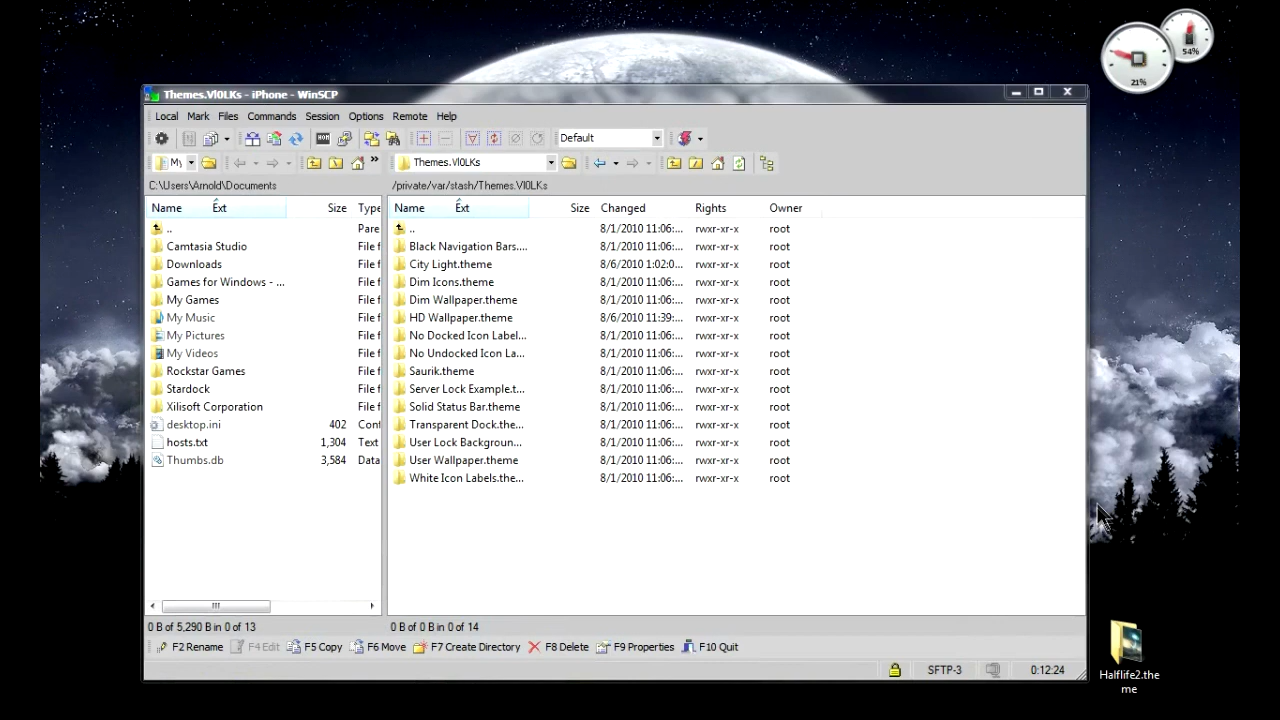 54%
21%
Themes.Vl0LKs - iPhone - WinSCP
Local Mark Files Commands Session Options Remote Help
Default
My Themes.Vl0LKs
C:\Users\Arnold\Documents /private/var/stash/Themes.Vl0LKs
Name Ext Size Type Name Ext Size Changed Rights Owner
.. Pare .. 8/1/2010 11:06:... rwxr-xr-x root
Camtasia Studio File f Black Navigation Bars.... 8/1/2010 11:06:... rwxr-xr-x root
Downloads File f City Light.theme 8/6/2010 1:02:0... rwxr-xr-x root
Games for Windows - ... File f Dim Icons.theme 8/1/2010 11:06:... rwxr-xr-x root
My Games File f Dim Wallpaper.theme 8/1/2010 11:06:... rwxr-xr-x root
My Music File f HD Wallpaper.theme 8/6/2010 11:39:... rwxr-xr-x root
My Pictures File f No Docked Icon Label... 8/1/2010 11:06:... rwxr-xr-x root
My Videos File f No Undocked Icon La... 8/1/2010 11:06:... rwxr-xr-x root
Rockstar Games File f Saurik.theme 8/1/2010 11:06:... rwxr-xr-x root
Stardock File f Server Lock Example.t... 8/1/2010 11:06:... rwxr-xr-x root
Xilisoft Corporation File f Solid Status Bar.theme 8/1/2010 11:06:... rwxr-xr-x root
desktop.ini 402 Conf Transparent Dock.the... 8/1/2010 11:06:... rwxr-xr-x root
hosts.txt 1,304 Text User Lock Backgroun... 8/1/2010 11:06:... rwxr-xr-x root
Thumbs.db 3,584 Data User Wallpaper.theme 8/1/2010 11:06:... rwxr-xr-x root
White Icon Labels.the... 8/1/2010 11:06:... rwxr-xr-x root
0 B of 5,290 B in 0 of 13 0 B of 0 B in 0 of 14
F2 Rename F4 Edit F5 Copy F6 Move F7 Create Directory F8 Delete F9 Properties F10 Quit
SFTP-3 0:12:24
Halflife2.the
me